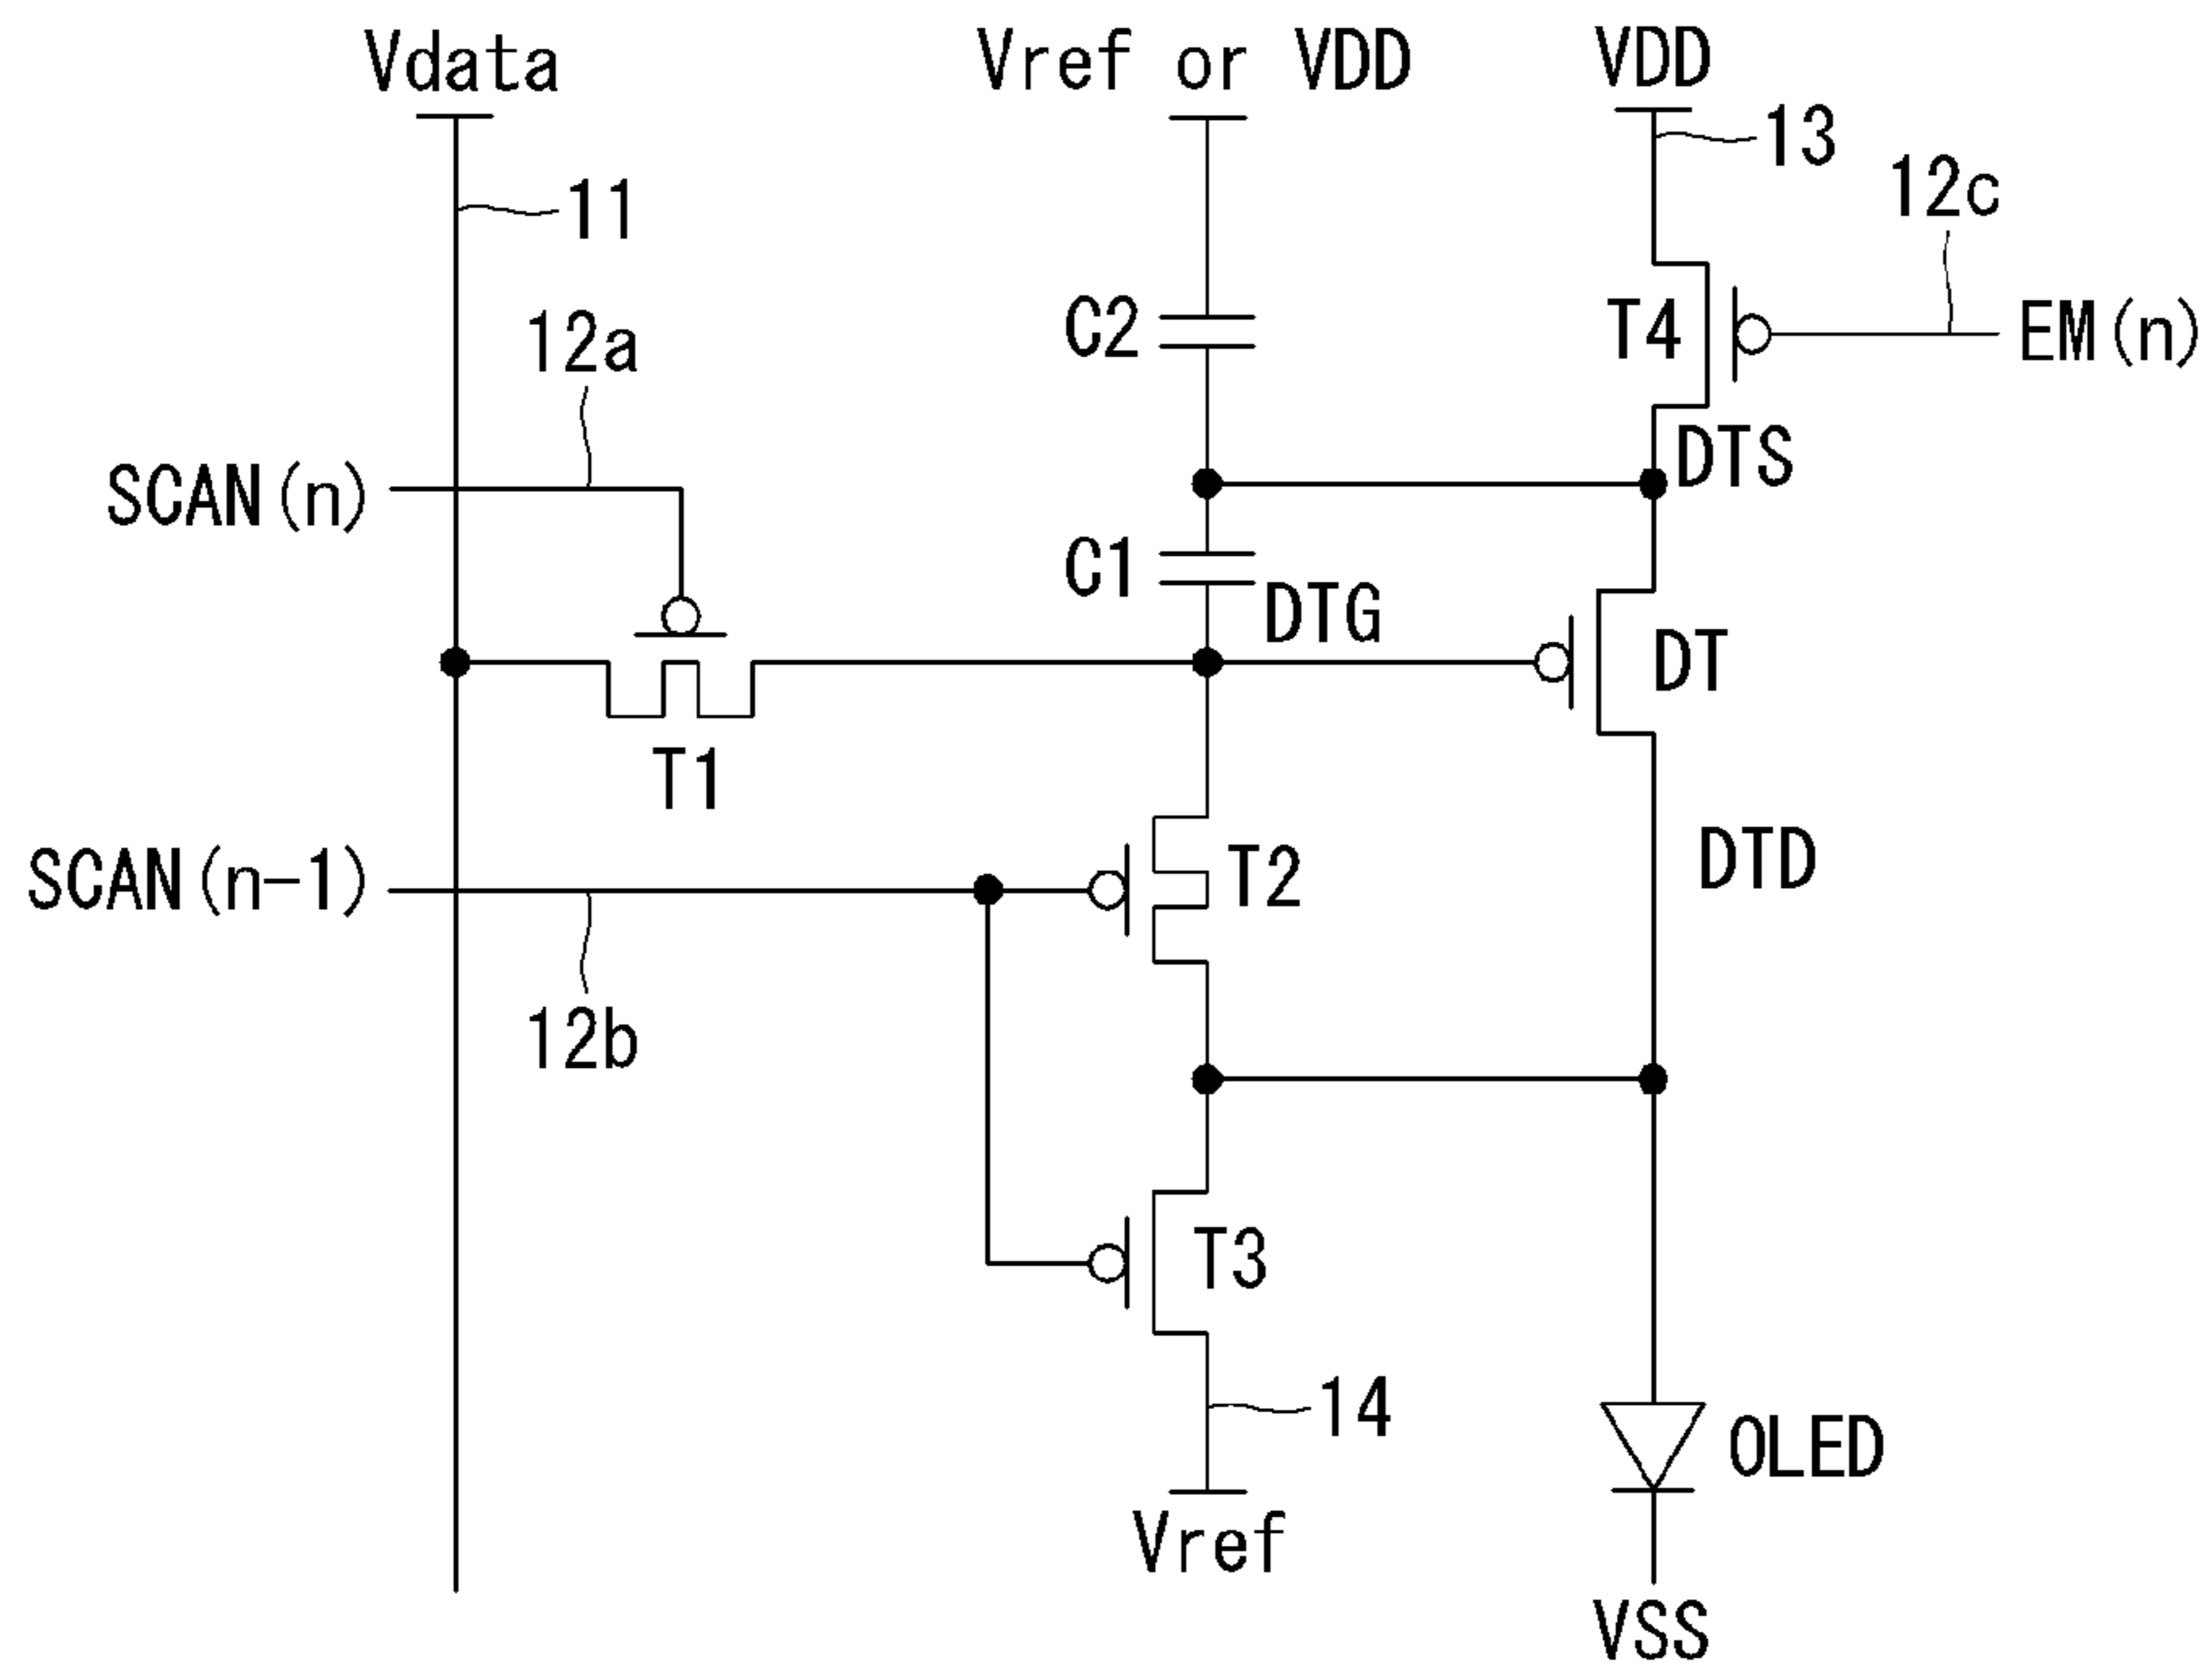 Vdata
Vref or VDD
VDD
13
11
12c
12a
C2
T4
EM(n)
SCAN(n)
DTS
C1
DTG
DT
T1
SCAN(n-1)
T2
DTD
12b
T3
14
OLED
Vref
VSS